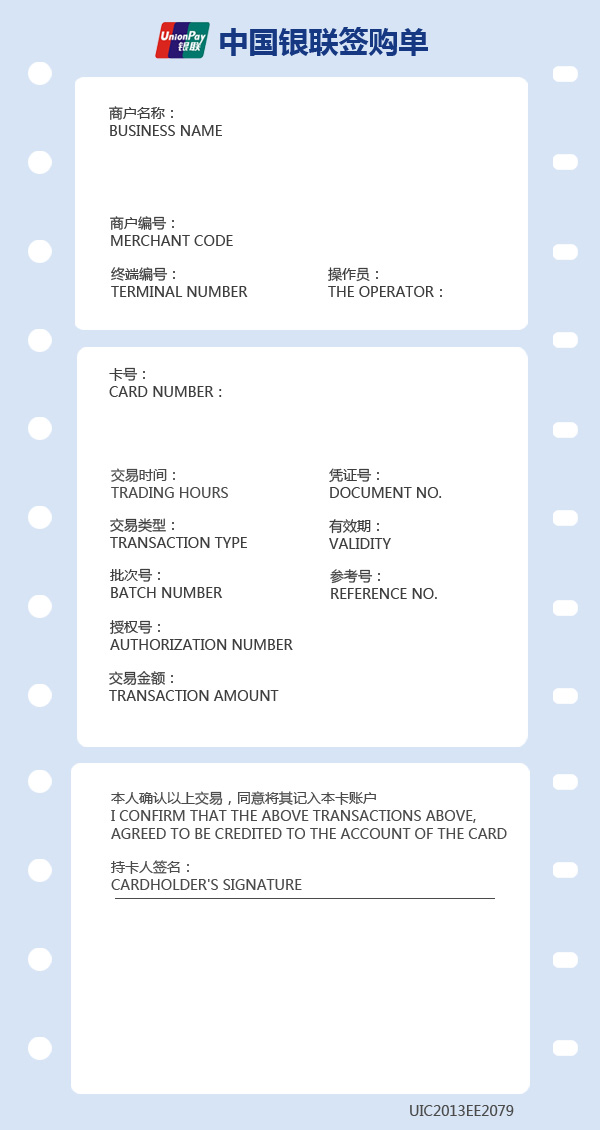 UnionPay
银联
中国银联签购单
商户名称：
BUSINESS NAME
商户编号：
MERCHANT CODE
终端编号：
TERMINAL NUMBER
操作员：
THE OPERATOR：
卡号：
CARD NUMBER：
交易时间：
TRADING HOURS
凭证号：
DOCUMENT NO.
交易类型：
TRANSACTION TYPE
有效期：
VALIDITY
批次号：
BATCH NUMBER
参考号：
REFERENCE NO.
授权号：
AUTHORIZATION NUMBER
交易金额：
TRANSACTION AMOUNT
本人确认以上交易，同意将其记入本卡账户
I CONFIRM THAT THE ABOVE TRANSACTIONS ABOVE,
AGREED TO BE CREDITED TO THE ACCOUNT OF THE CARD
持卡人签名：
CARDHOLDER'S SIGNATURE
UIC2013EE2079